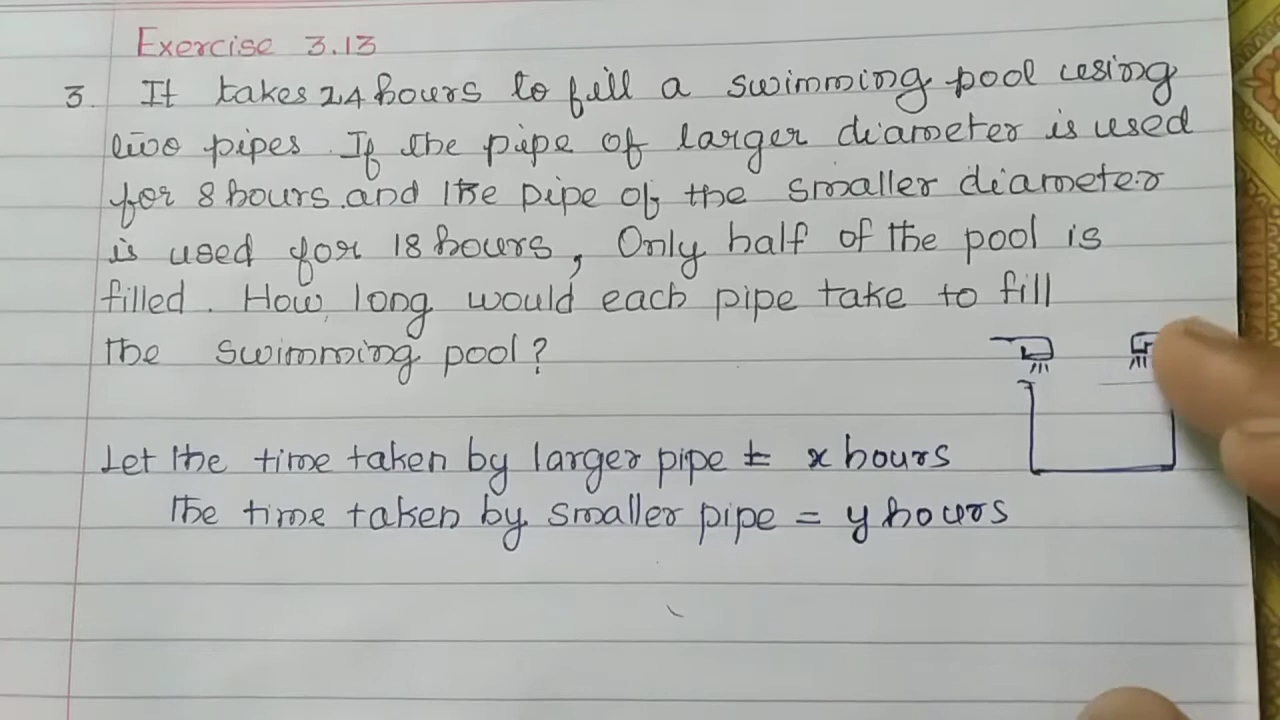 Exercise 3.13
3. It takes 24 hours to fill a swimming pool using
two pipes. If the pipe of larger diameter is used
for 8 hours.and the pipe of the smaller diameter
is used for 18 hours, Only half of the pool is
filled. How long would each pipe take to fill
the swimming pool?
Let the time taken by larger pipe = x hours
the time taken by smaller pipe = y hours